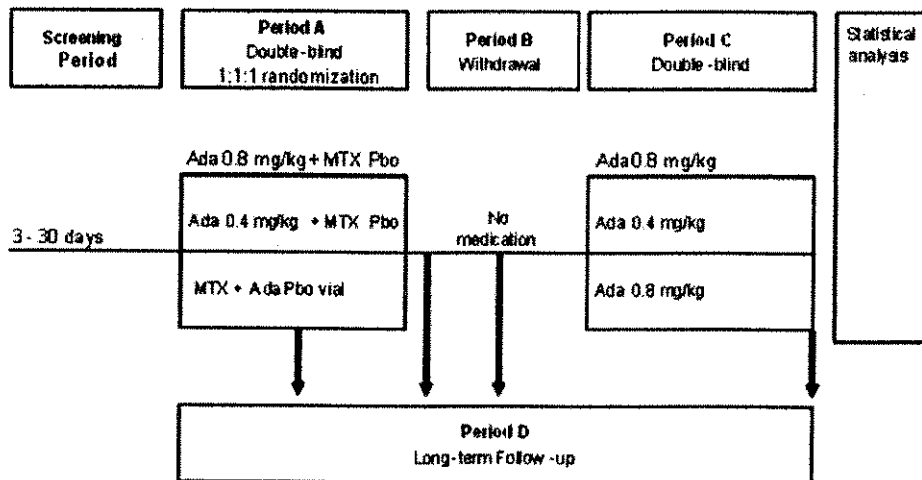 Screening
Period
Period A
Double-blind
1:1:1 randomization
Period B
Withdrawal
Period C
Double-blind
Statistical
analysis
3 - 30 days
Ada 0.8 mg/kg + MTX Pbo
Ada 0.4 mg/kg + MTX Pbo
MTX + Ada Pbo vial
No
medication
Ada 0.8 mg/kg
Ada 0.4 mg/kg
Ada 0.8 mg/kg
Period D
Long-term Follow-up